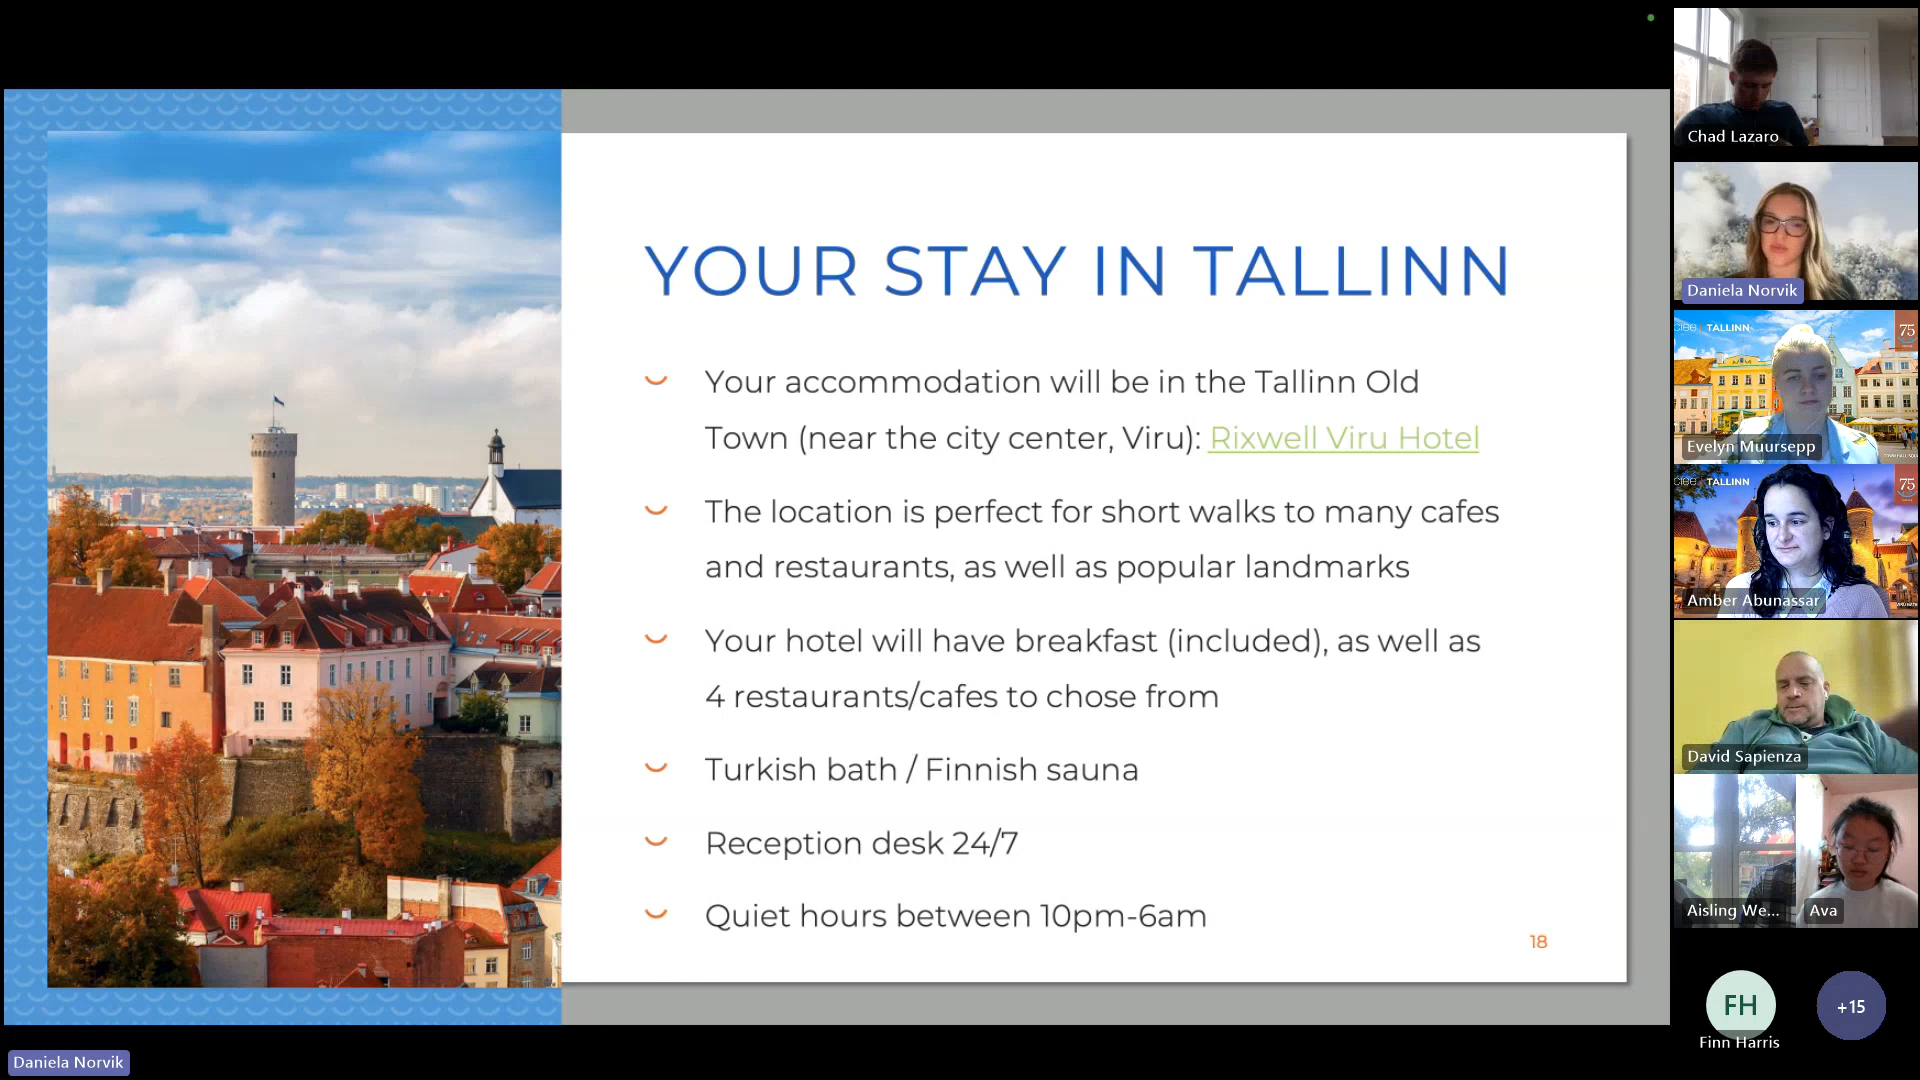 YOUR STAY IN TALLINN
Your accommodation will be in the Tallinn Old
Town (near the city center, Viru): Rixwell Viru Hotel
The location is perfect for short walks to many cafes
and restaurants, as well as popular landmarks
Your hotel will have breakfast (included), as well as
4 restaurants/cafes to chose from
Turkish bath / Finnish sauna
Reception desk 24/7
Quiet hours between 10pm-6am
18
Daniela Norvik
Chad Lazaro
Daniela Norvik
TALLINN
75
Evelyn Muursepp
TALLINN
75
Amber Abunassar
David Sapienza
Aisling We...
Ava
FH
Finn Harris
+15